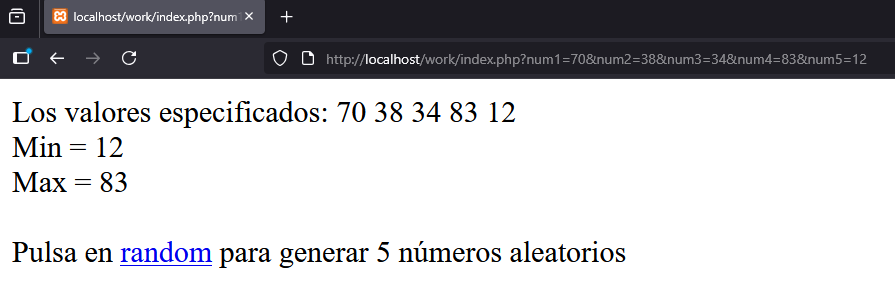 localhost/work/index.php?num1
http://localhost/work/index.php?num1=70&num2=38&num3=34&num4=83&num5=12
Los valores especificados: 70 38 34 83 12
Min = 12
Max = 83
Pulsa en random para generar 5 números aleatorios